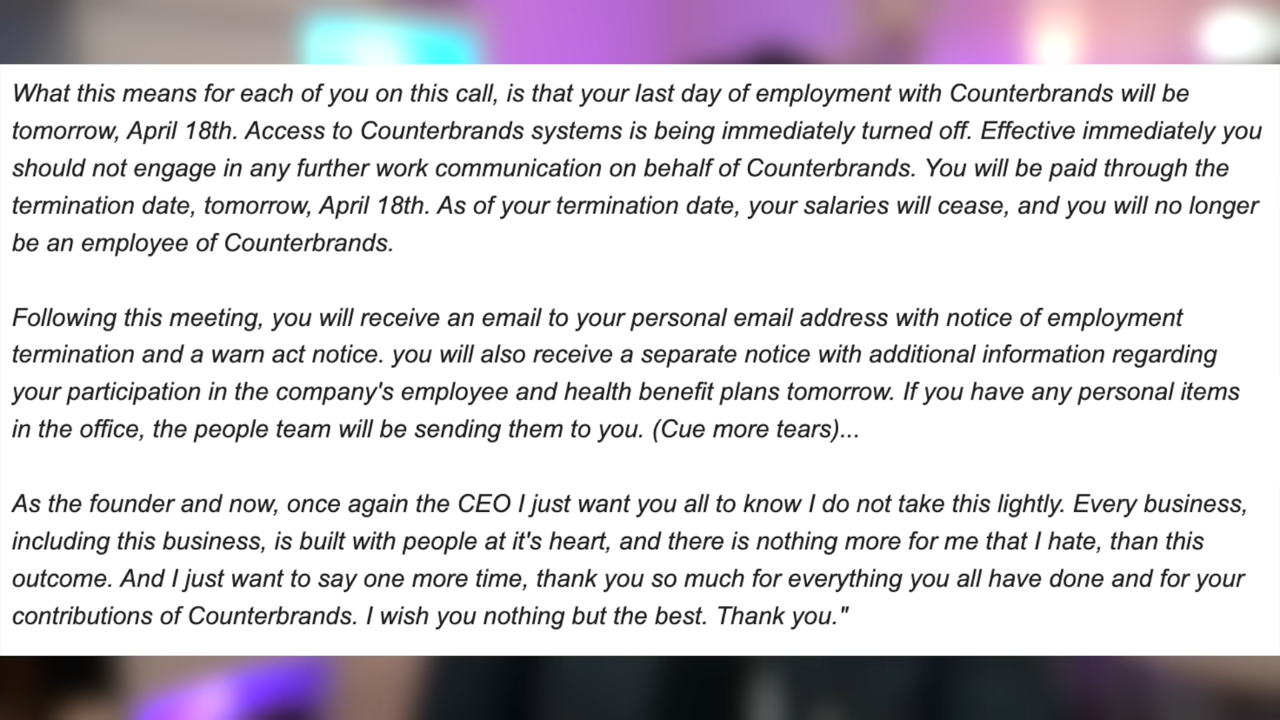 What this means for each of you on this call, is that your last day of employment with Counterbrands will be
tomorrow, April 18th. Access to Counterbrands systems is being immediately turned off. Effective immediately you
should not engage in any further work communication on behalf of Counterbrands. You will be paid through the
termination date, tomorrow, April 18th. As of your termination date, your salaries will cease, and you will no longer
be an employee of Counterbrands.
Following this meeting, you will receive an email to your personal email address with notice of employment
termination and a warn act notice. you will also receive a separate notice with additional information regarding
your participation in the company's employee and health benefit plans tomorrow. If you have any personal items
in the office, the people team will be sending them to you. (Cue more tears)...
As the founder and now, once again the CEO I just want you all to know I do not take this lightly. Every business,
including this business, is built with people at it's heart, and there is nothing more for me that I hate, than this
outcome. And I just want to say one more time, thank you so much for everything you all have done and for your
contributions of Counterbrands. I wish you nothing but the best. Thank you."